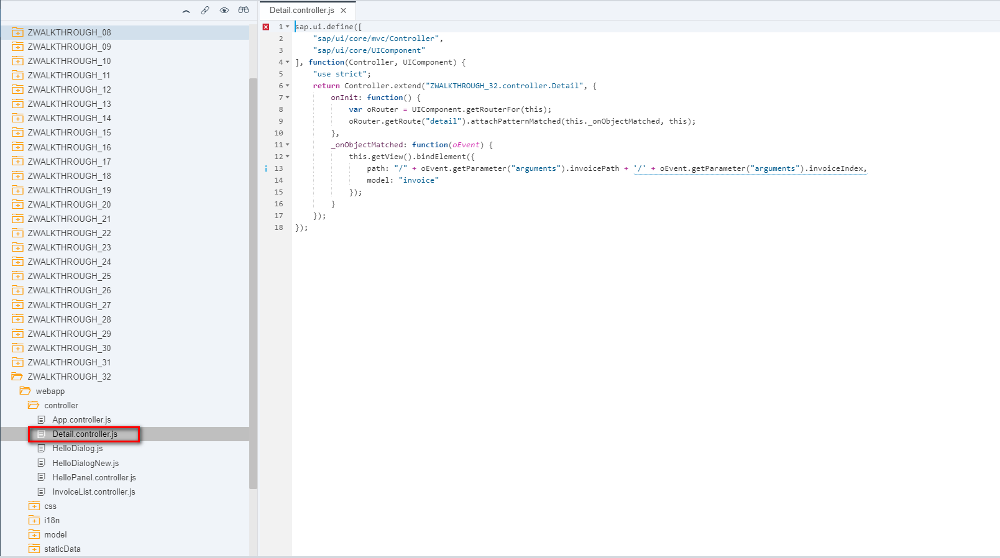 ZWALKTHROUGH_08
ZWALKTHROUGH_09
ZWALKTHROUGH_10
ZWALKTHROUGH_11
ZWALKTHROUGH_12
ZWALKTHROUGH_13
ZWALKTHROUGH_14
ZWALKTHROUGH_15
ZWALKTHROUGH_16
ZWALKTHROUGH_17
ZWALKTHROUGH_18
ZWALKTHROUGH_19
ZWALKTHROUGH_20
ZWALKTHROUGH_21
ZWALKTHROUGH_22
ZWALKTHROUGH_23
ZWALKTHROUGH_24
ZWALKTHROUGH_25
ZWALKTHROUGH_26
ZWALKTHROUGH_27
ZWALKTHROUGH_28
ZWALKTHROUGH_29
ZWALKTHROUGH_30
ZWALKTHROUGH_31
ZWALKTHROUGH_32
webapp
controller
App.controller.js
Detail.controller.js
HelloDialog.js
HelloDialogNew.js
HelloPanel.controller.js
InvoiceList.controller.js
css
i18n
model
staticData
Detail.controller.js
1 sap.ui.define([
2 "sap/ui/core/mvc/Controller",
3 "sap/ui/core/UIComponent"
4 ], function(Controller, UIComponent) {
5 "use strict";
6 return Controller.extend("ZWALKTHROUGH_32.controller.Detail", {
7 onInit: function() {
8 var oRouter = UIComponent.getRouterFor(this);
9 oRouter.getRoute("detail").attachPatternMatched(this._onObjectMatched, this);
10 },
11 _onObjectMatched: function(oEvent) {
12 this.getView().bindElement({
13 path: "/" + oEvent.getParameter("arguments").invoicePath + '/' + oEvent.getParameter("arguments").invoiceIndex,
14 model: "invoice"
15 });
16 }
17 });
18 });